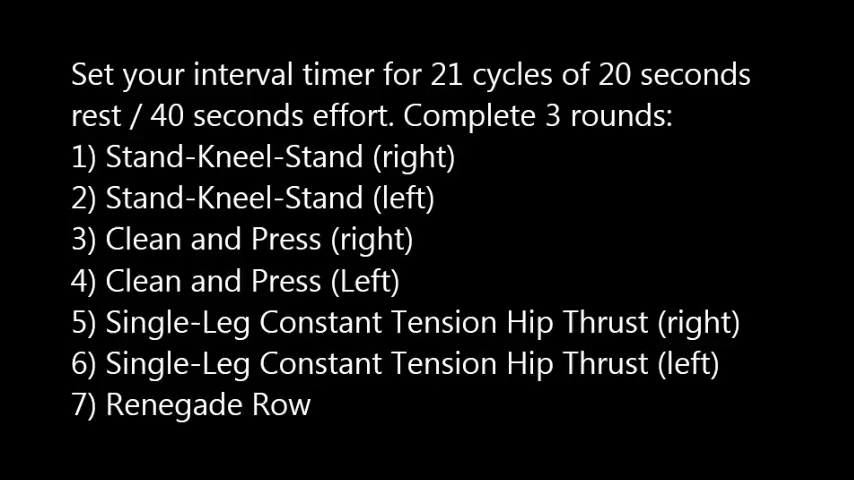 Set your interval timer for 21 cycles of 20 seconds
rest / 40 seconds effort. Complete 3 rounds:
1) Stand-Kneel-Stand (right)
2) Stand-Kneel-Stand (left)
3) Clean and Press (right)
4) Clean and Press (Left)
5) Single-Leg Constant Tension Hip Thrust (right)
6) Single-Leg Constant Tension Hip Thrust (left)
7) Renegade Row